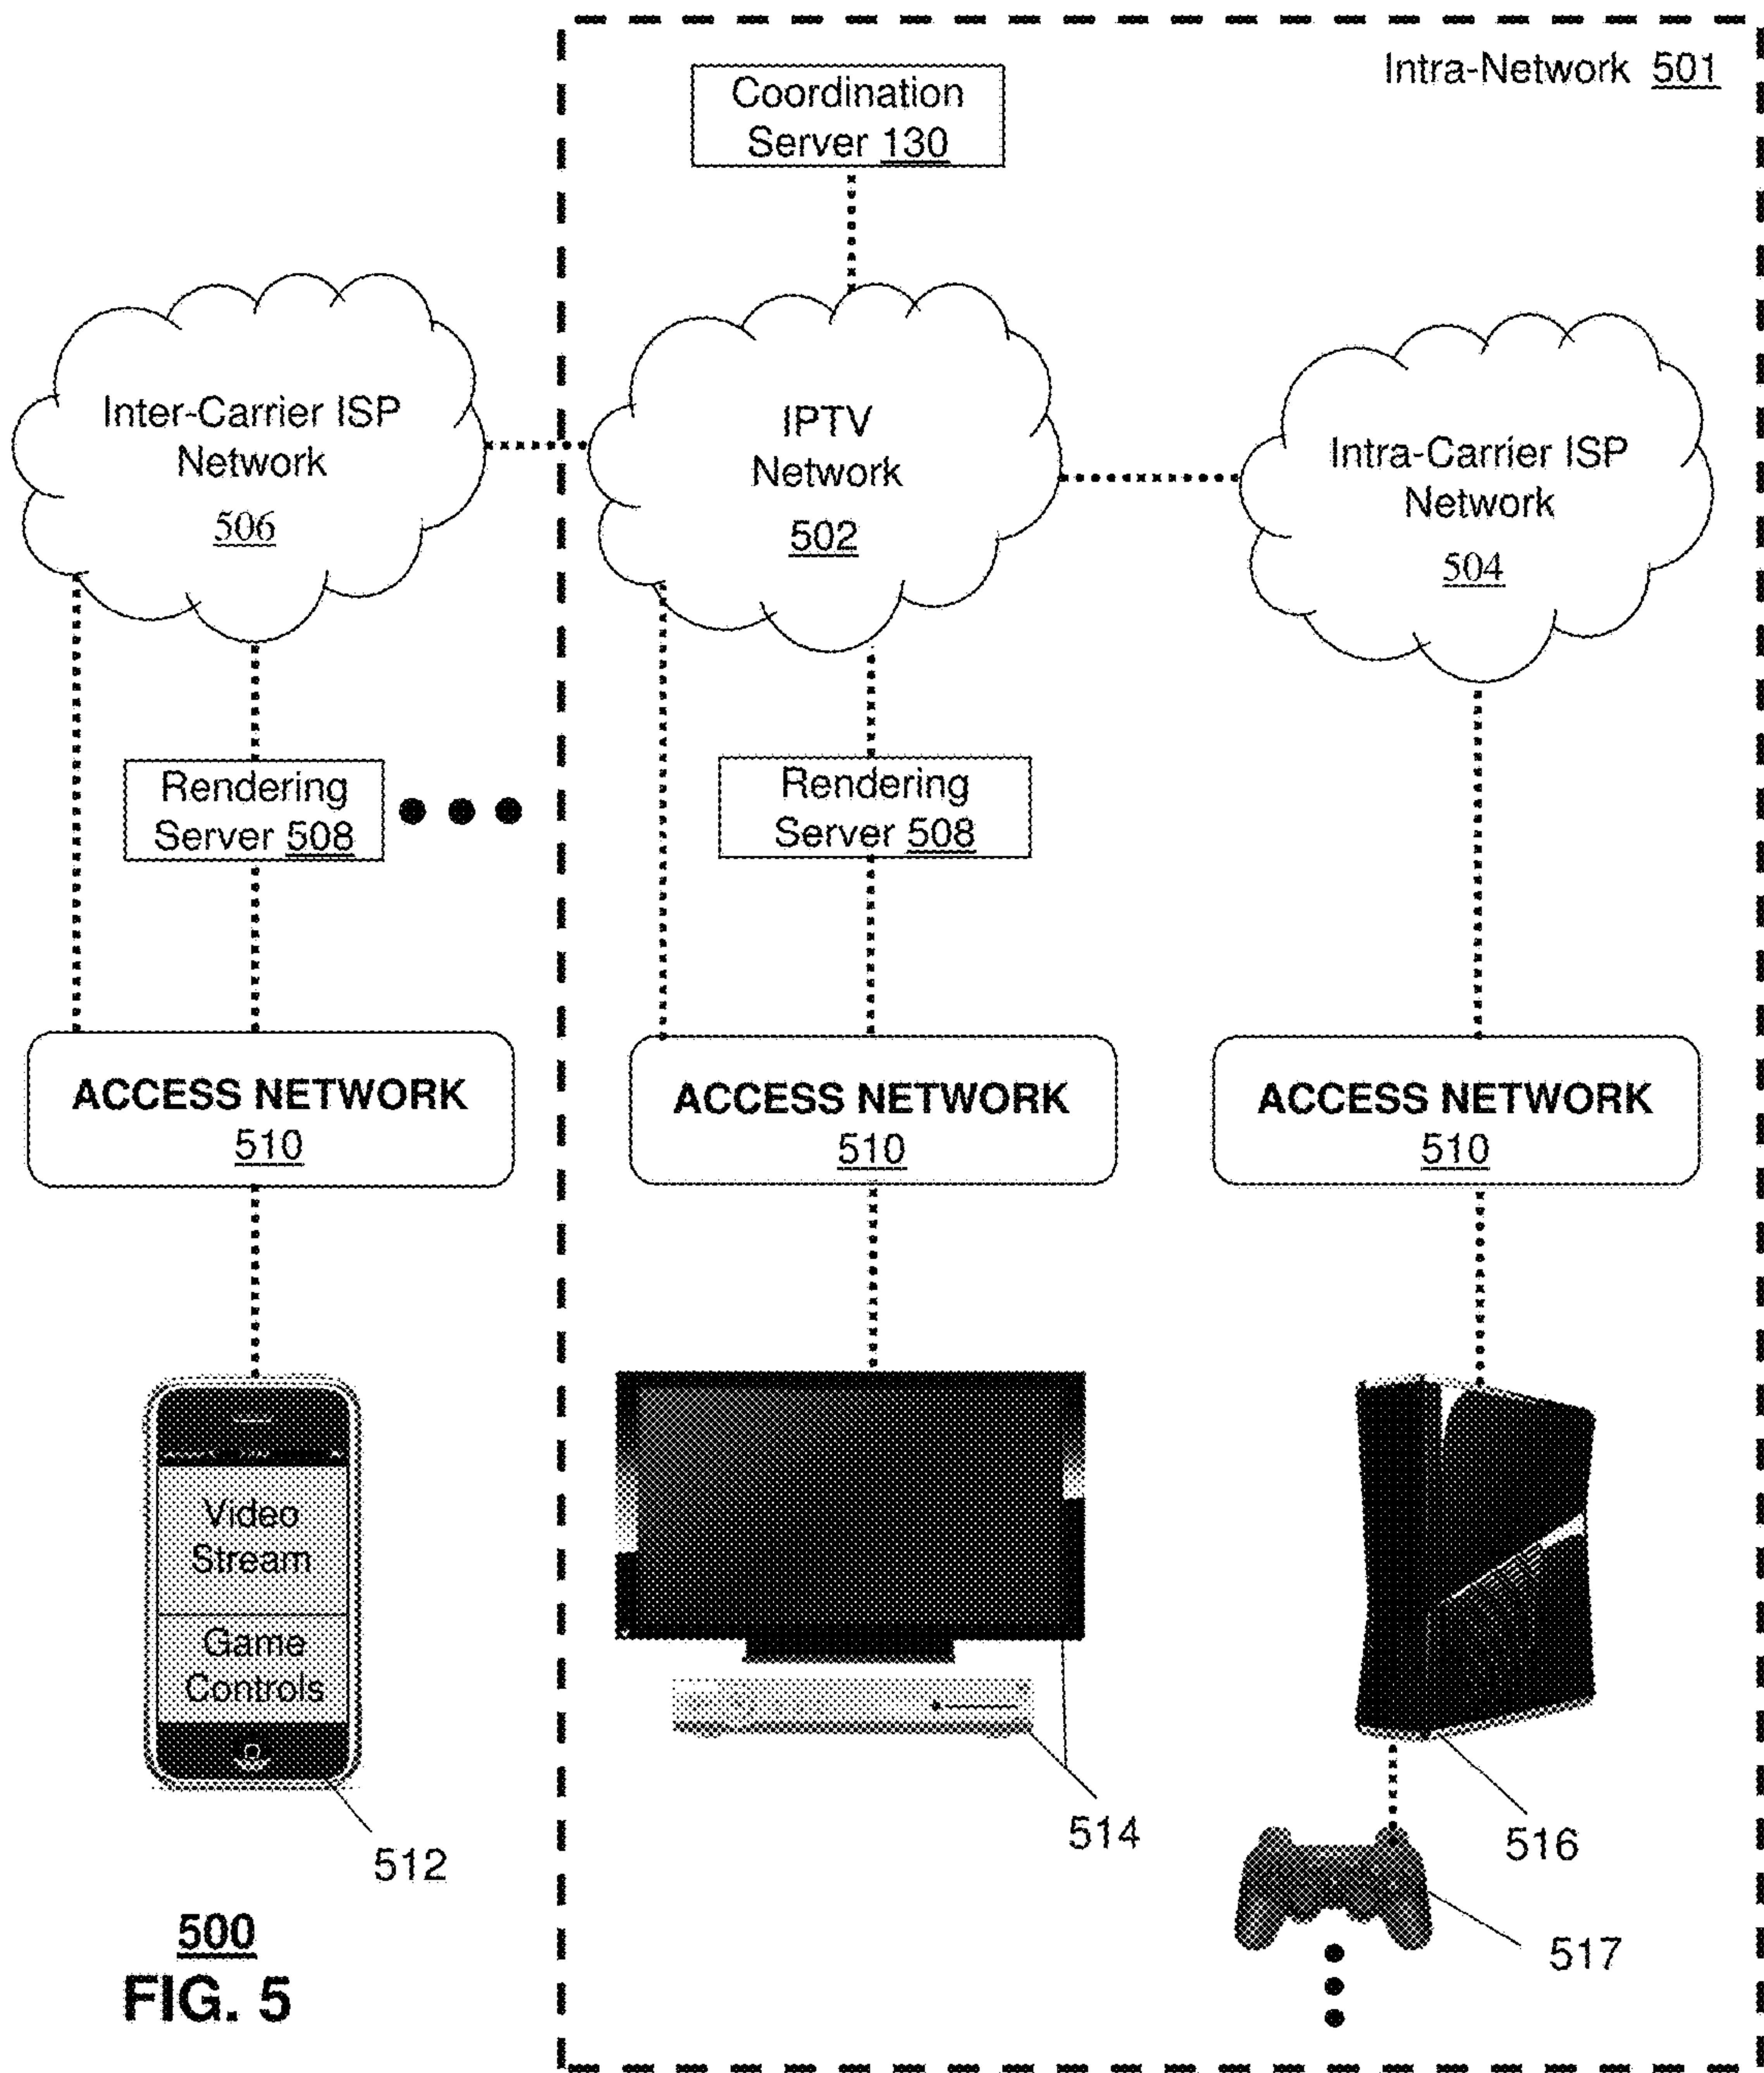 Intra-Network 501
Coordination
Server 130
Inter-Carrier ISP
Network
506
IPTV
Network
502
Intra-Carrier ISP
Network
504
Rendering
Server 508
Rendering
Server 508
ACCESS NETWORK
510
ACCESS NETWORK
510
ACCESS NETWORK
510
Video
Stream
Game
Controls
512
514
516
517
500
FIG. 5